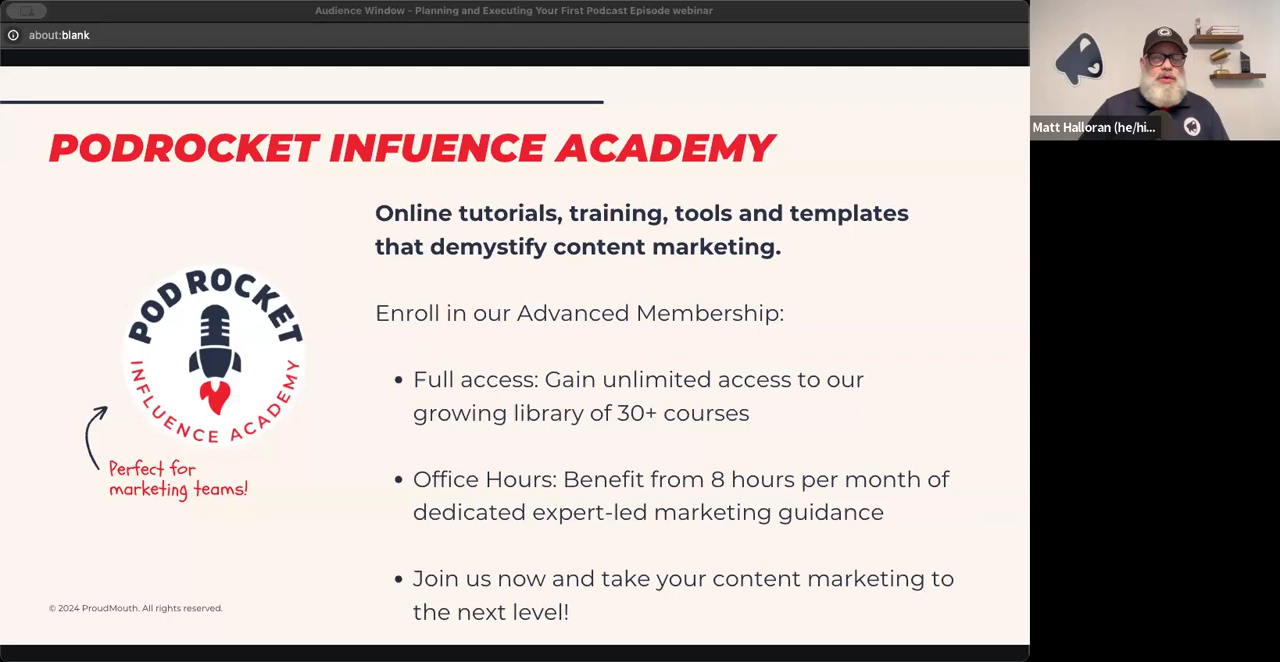 Audience Window - Planning and Executing Your First Podcast Episode webinar
about:blank
PODROCKET INFUENCE ACADEMY
Online tutorials, training, tools and templates
that demystify content marketing.
Enroll in our Advanced Membership:
• Full access: Gain unlimited access to our
growing library of 30+ courses
• Office Hours: Benefit from 8 hours per month of
dedicated expert-led marketing guidance
• Join us now and take your content marketing to
the next level!
POD ROCKET
INFLUENCE ACADEMY
Perfect for
marketing teams!
© 2024 ProudMouth. All rights reserved.
Matt Halloran (he/hi...